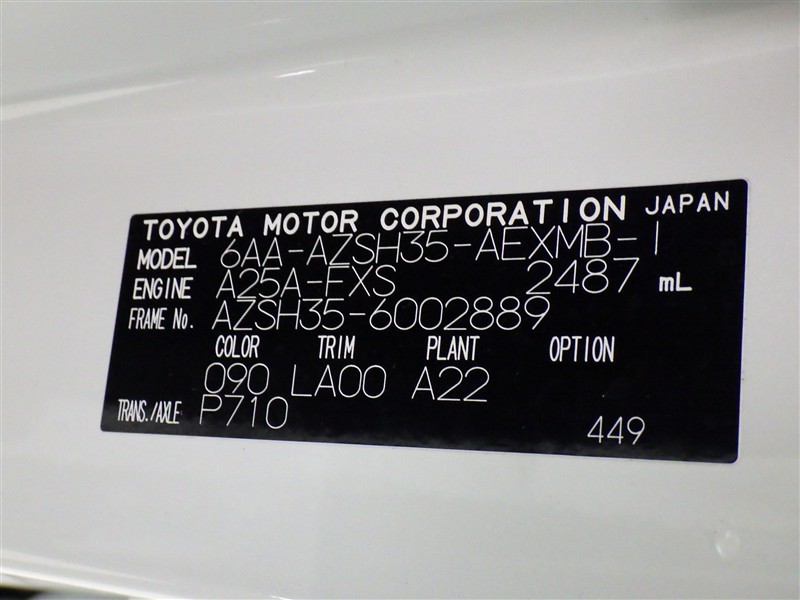 TOYOTA MOTOR CORPORATION JAPAN
MODEL 6AA-AZSH35-AEXMB-1
ENGINE A25A-FXS 2487 mL
FRAME No. AZSH35-6002889
COLOR TRIM PLANT OPTION
090 LA00 A22
TRANS./AXLE P710
449